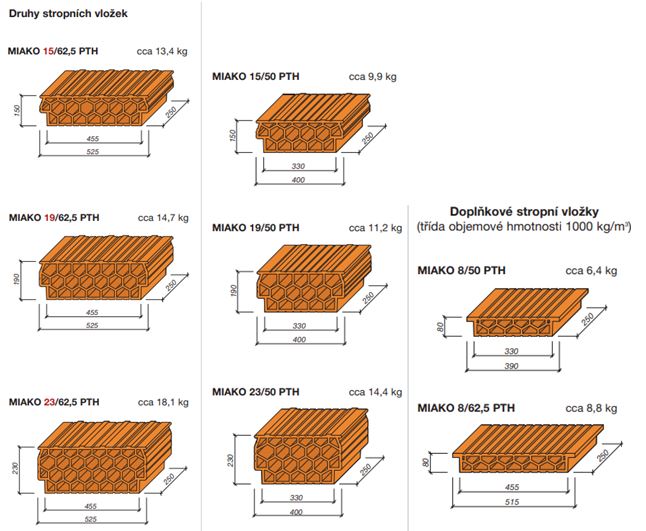 Druhy stropních vložek
MIAKO 15/62,5 PTH cca 13,4 kg
150
250
455
525
MIAKO 19/62,5 PTH cca 14,7 kg
190
250
455
525
MIAKO 23/62,5 PTH cca 18,1 kg
230
250
455
525
MIAKO 15/50 PTH cca 9,9 kg
150
250
330
400
MIAKO 19/50 PTH cca 11,2 kg
190
250
330
400
MIAKO 23/50 PTH cca 14,4 kg
230
250
330
400
Doplňkové stropní vložky
(třída objemové hmotnosti 1000 kg/m³)
MIAKO 8/50 PTH cca 6,4 kg
80
250
330
390
MIAKO 8/62,5 PTH cca 8,8 kg
80
250
455
515